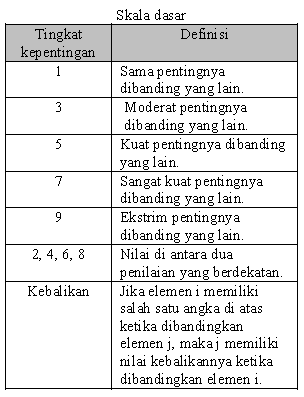 Skala dasar
Tingkat kepentingan
Definisi
1
Sama pentingnya
dibanding yang lain.
3
Moderat pentingnya
dibanding yang lain.
5
Kuat pentingnya dibanding
yang lain.
7
Sangat kuat pentingnya
dibanding yang lain.
9
Ekstrim pentingnya
dibanding yang lain.
2, 4, 6, 8
Nilai di antara dua
penilaian yang berdekatan.
Kebalikan
Jika elemen i memiliki
salah satu angka di atas
ketika dibandingkan
elemen j, maka j memiliki
nilai kebalikannya ketika
dibandingkan elemen i.